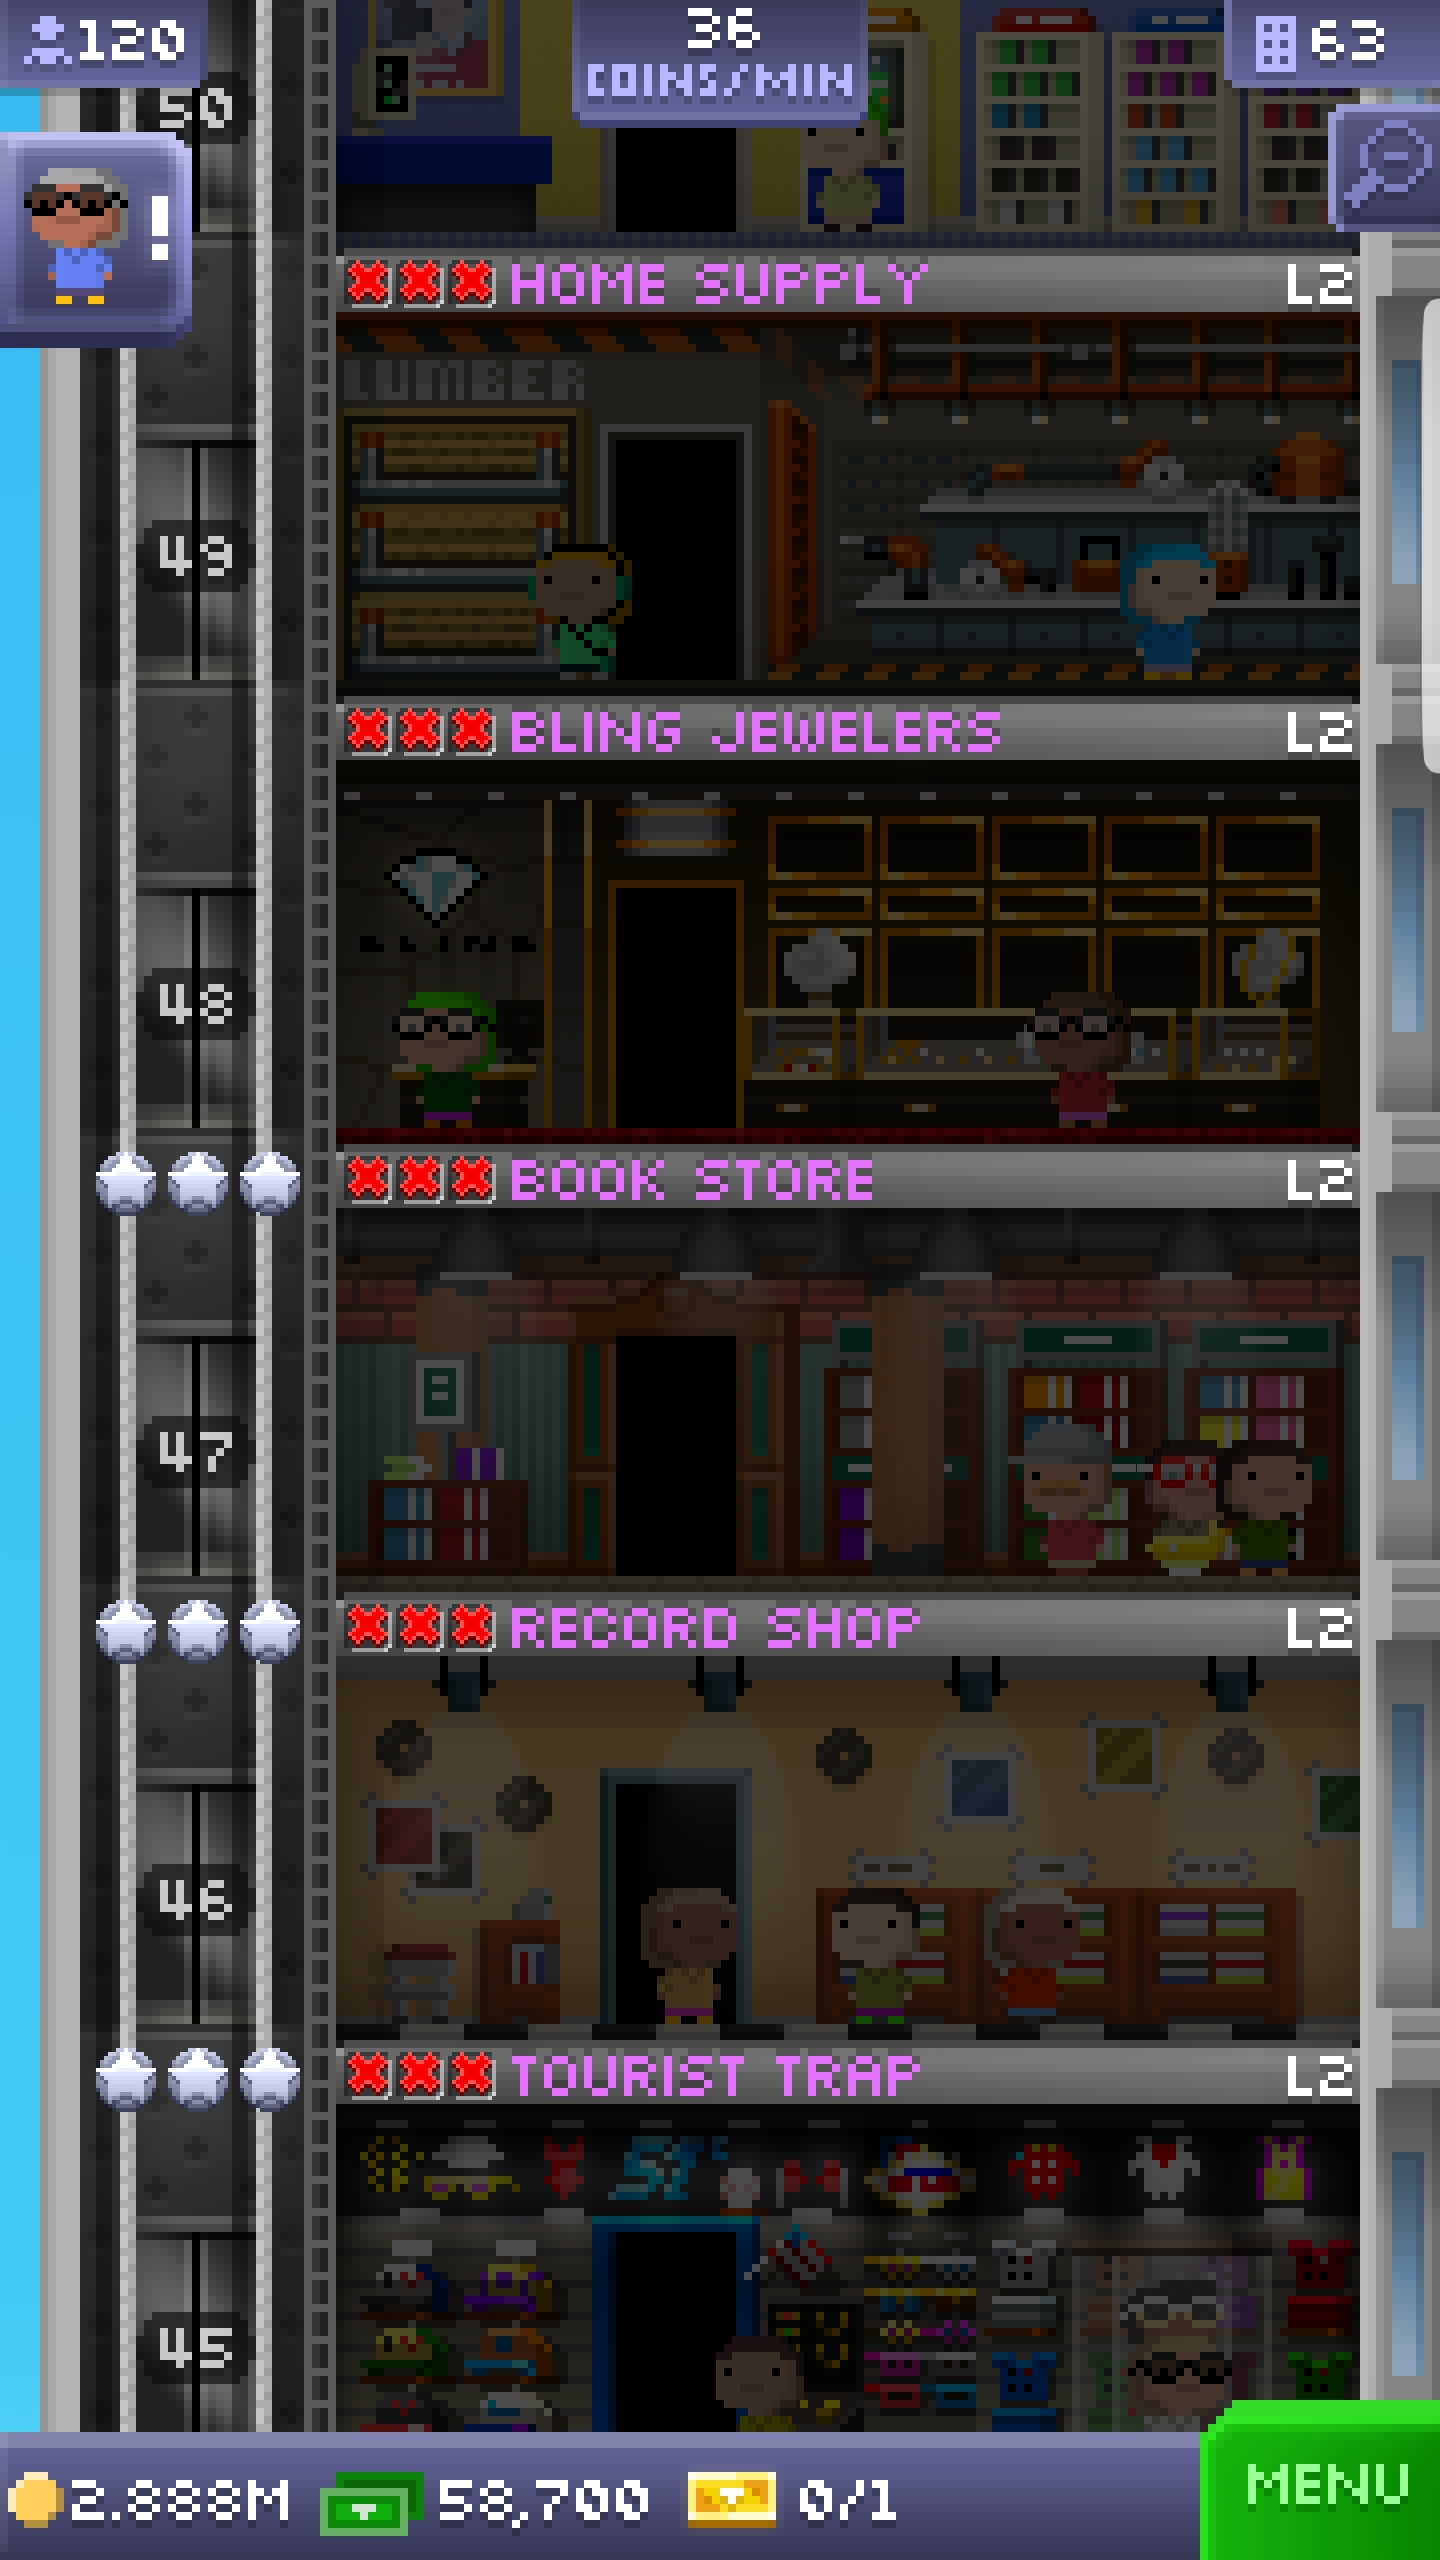 120
36
COINS/MIN
63
50
!
HOME SUPPLY L2
LUMBER
49
BLING JEWELERS L2
BLING
48
BOOK STORE L2
47
RECORD SHOP L2
46
TOURIST TRAP L2
45
2.888M 58,700 0/1
MENU